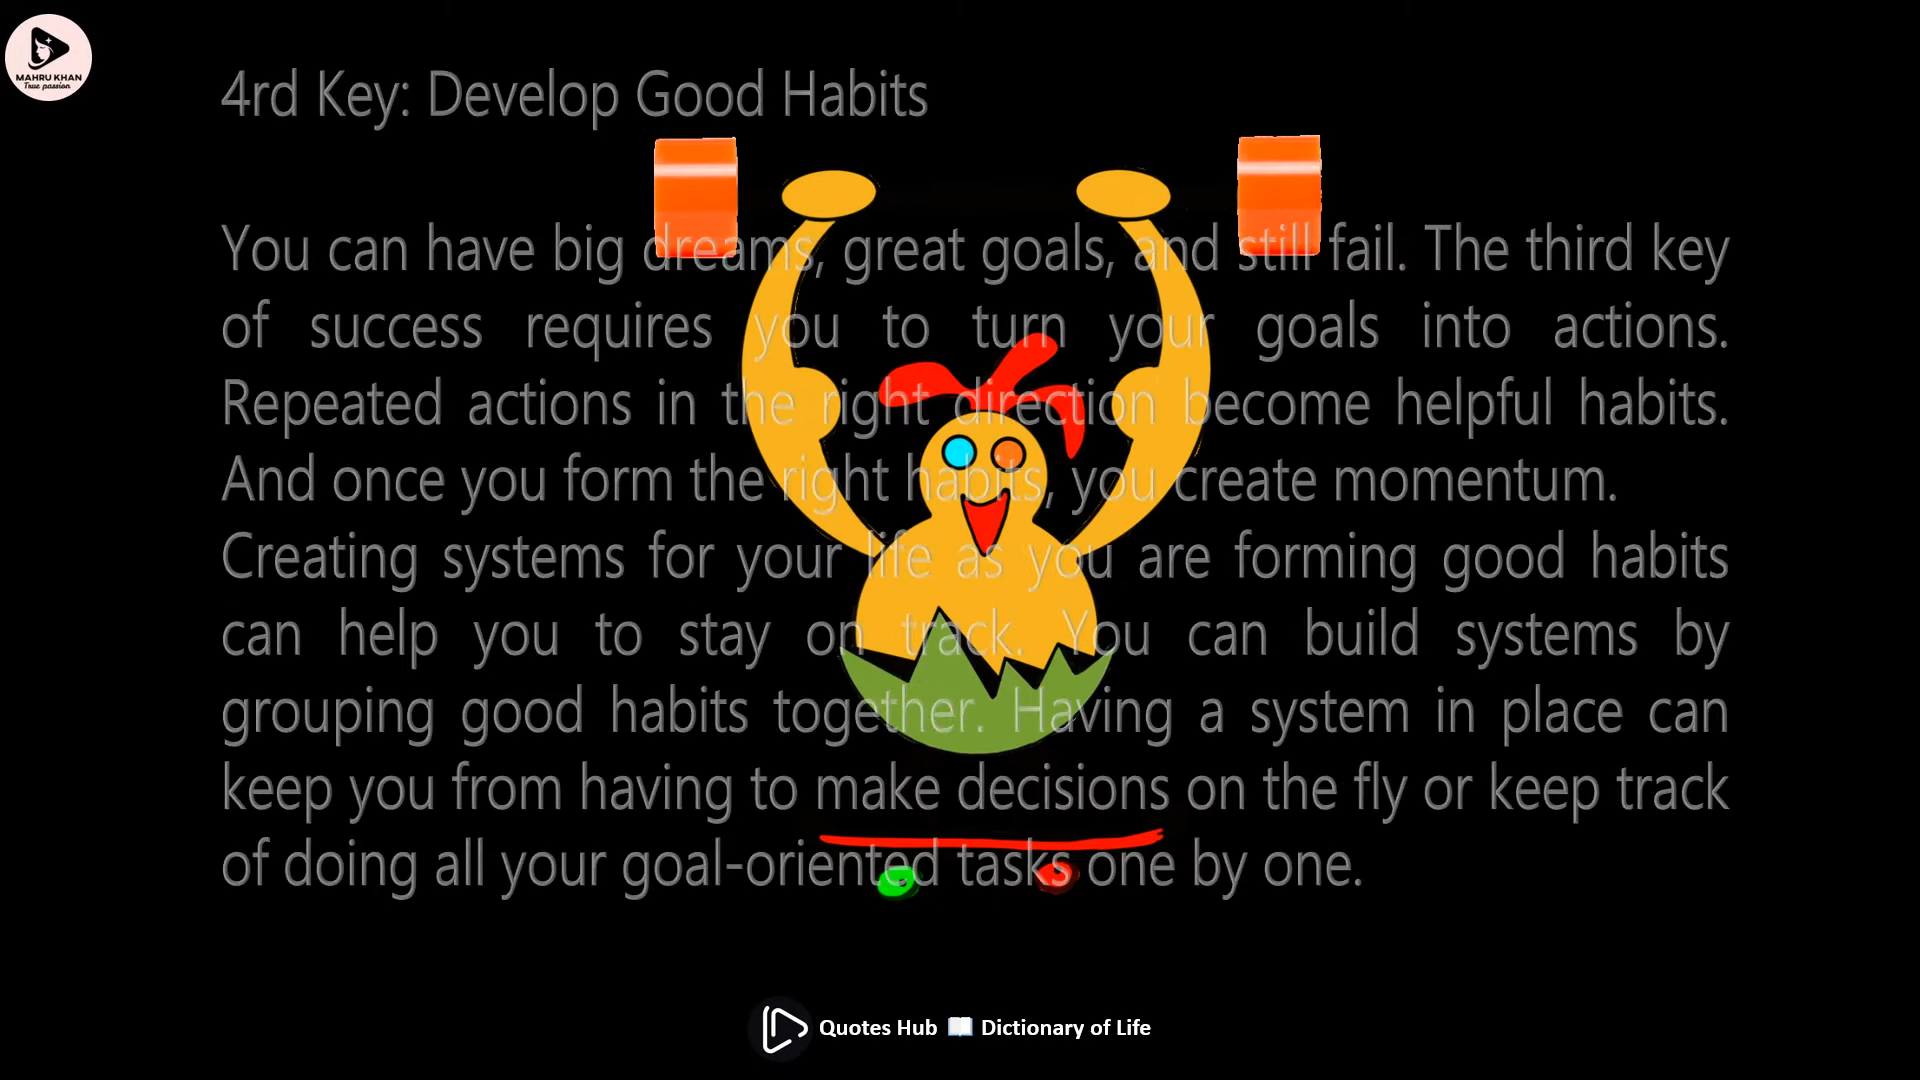 MAHRU KHAN
True passion
4rd Key: Develop Good Habits
You can have big dreams, great goals, and still fail. The third key
of success requires you to turn your goals into actions.
Repeated actions in the right direction become helpful habits.
And once you form the right habits, you create momentum.
Creating systems for your life as you are forming good habits
can help you to stay on track. You can build systems by
grouping good habits together. Having a system in place can
keep you from having to make decisions on the fly or keep track
of doing all your goal-oriented tasks one by one.
Quotes Hub 📖 Dictionary of Life